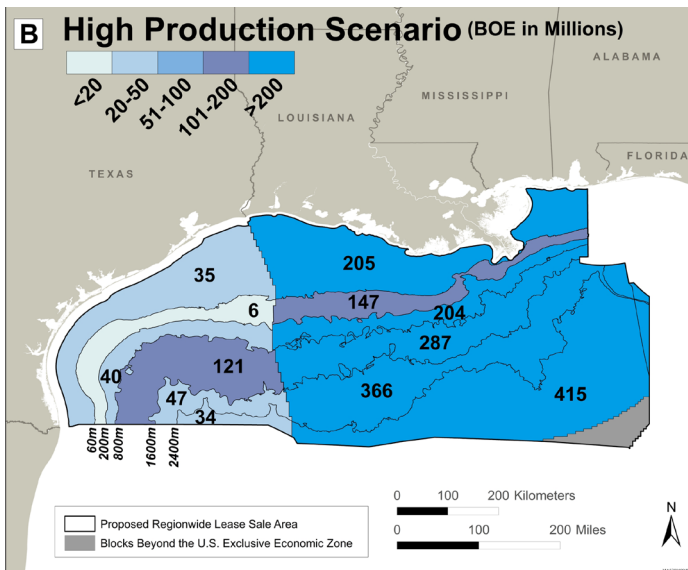 B High Production Scenario (BOE in Millions)
<20 20-50 51-100 101-200 >200
ALABAMA
MISSISSIPPI
LOUISIANA
FLORIDA
TEXAS
205
35
6 147
204
287
40 121
366
47
415
34
60m 200m 800m 1600m 2400m
0 100 200 Kilometers
0 100 200 Miles
N
Proposed Regionwide Lease Sale Area
Blocks Beyond the U.S. Exclusive Economic Zone